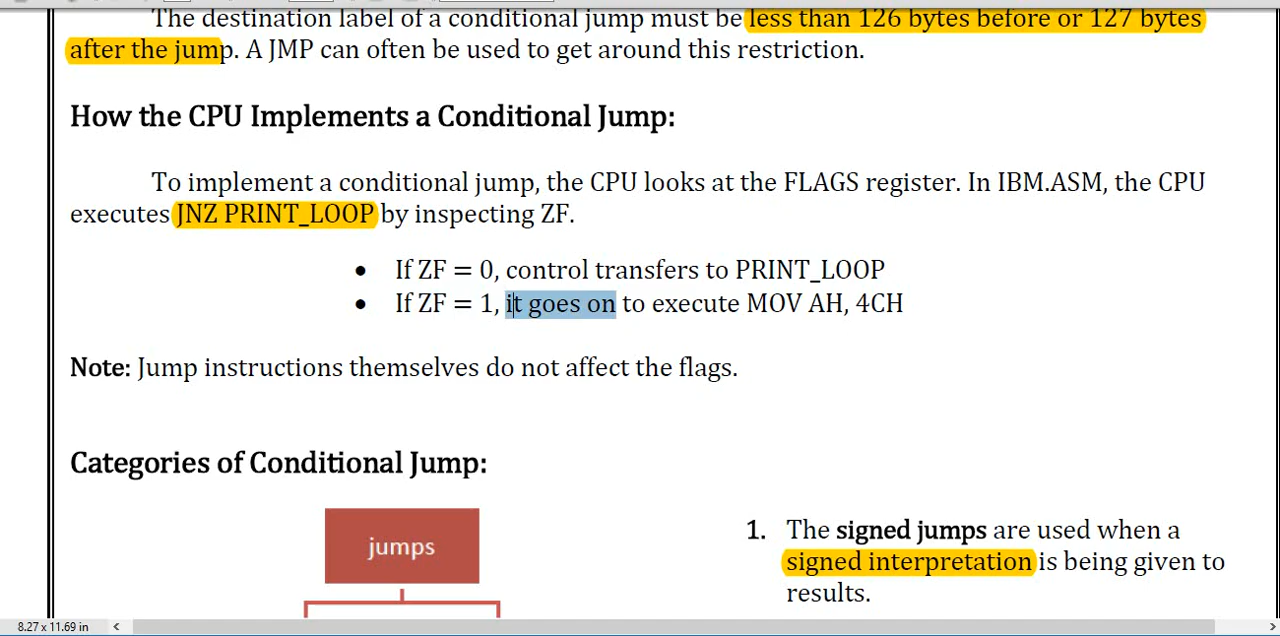 The destination label of a conditional jump must be less than 126 bytes before or 127 bytes
after the jump. A JMP can often be used to get around this restriction.
How the CPU Implements a Conditional Jump:
To implement a conditional jump, the CPU looks at the FLAGS register. In IBM.ASM, the CPU
executes JNZ PRINT_LOOP by inspecting ZF.
• If ZF = 0, control transfers to PRINT_LOOP
• If ZF = 1, it goes on to execute MOV AH, 4CH
Note: Jump instructions themselves do not affect the flags.
Categories of Conditional Jump:
jumps
1. The signed jumps are used when a
signed interpretation is being given to
results.
8.27 x 11.69 in